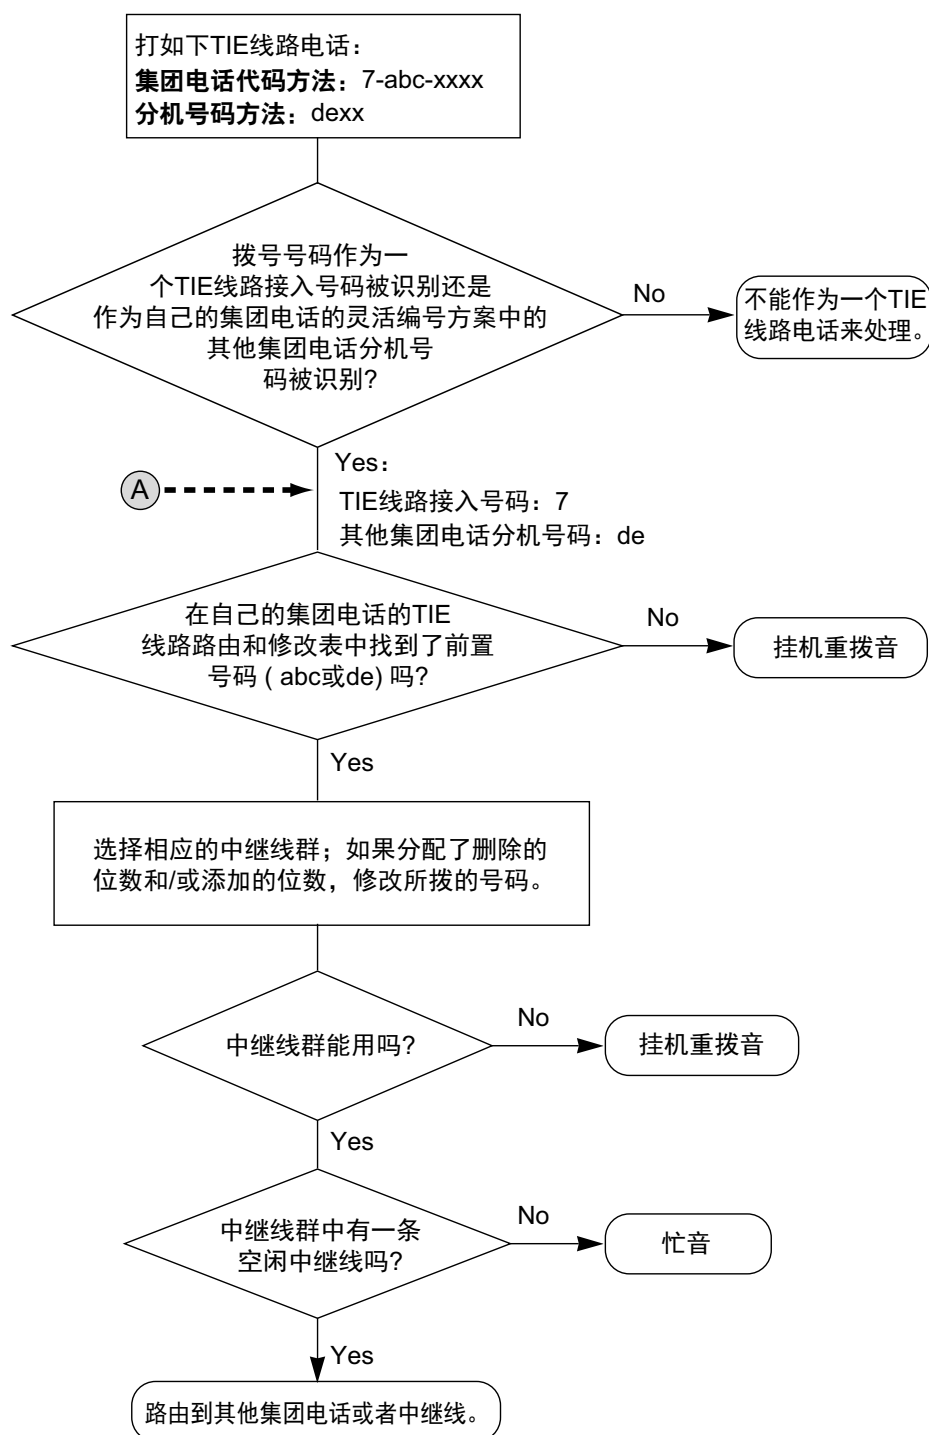 打如下TIE线路电话：
集团电话代码方法：7-abc-xxxx
分机号码方法：dexx
拨号号码作为一
个TIE线路接入号码被识别还是
作为自己的集团电话的灵活编号方案中的
其他集团电话分机号
码被识别?
No
不能作为一个TIE
线路电话来处理。
Yes：
A
TIE线路接入号码：7
其他集团电话分机号码：de
在自己的集团电话的TIE
线路路由和修改表中找到了前置
号码 ( abc或de) 吗?
No
挂机重拨音
Yes
选择相应的中继线群；如果分配了删除的
位数和/或添加的位数，修改所拨的号码。
中继线群能用吗?
No
挂机重拨音
Yes
中继线群中有一条
空闲中继线吗?
No
忙音
Yes
路由到其他集团电话或者中继线。